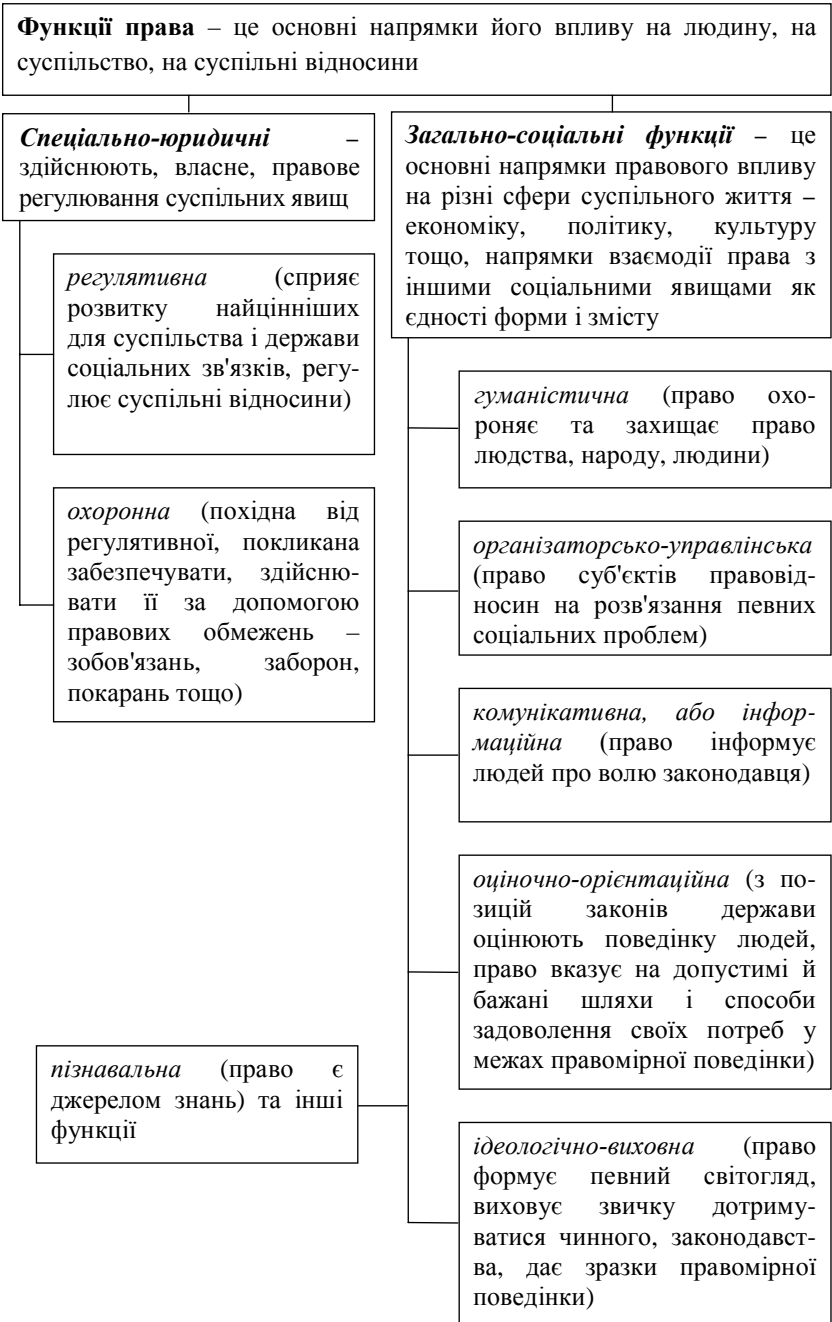 Функції права – це основні напрямки його впливу на людину, на
суспільство, на суспільні відносини
Спеціально-юридичні –
здійснюють, власне, правове
регулювання суспільних явищ
регулятивна (сприяє
розвитку найцінніших
для суспільства і держави
соціальних зв'язків, регу-
лює суспільні відносини)
охоронна (похідна від
регулятивної, покликана
забезпечувати, здійсню-
вати її за допомогою
правових обмежень –
зобов'язань, заборон,
покарань тощо)
Загально-соціальні функції – це
основні напрямки правового впливу
на різні сфери суспільного життя –
економіку, політику, культуру
тощо, напрямки взаємодії права з
іншими соціальними явищами як
єдності форми і змісту
гуманістична (право охо-
роняє та захищає право
людства, народу, людини)
організаторсько-управлінська
(право суб'єктів правовід-
носин на розв'язання певних
соціальних проблем)
комунікативна, або інфор-
маційна (право інформує
людей про волю законодавця)
оціночно-орієнтаційна (з по-
зицій законів держави
оцінюють поведінку людей,
право вказує на допустимі й
бажані шляхи і способи
задоволення своїх потреб у
межах правомірної поведінки)
ідеологічно-виховна (право
формує певний світогляд,
виховує звичку дотриму-
ватися чинного, законодавст-
ва, дає зразки правомірної
поведінки)
пізнавальна (право є
джерелом знань) та інші
функції